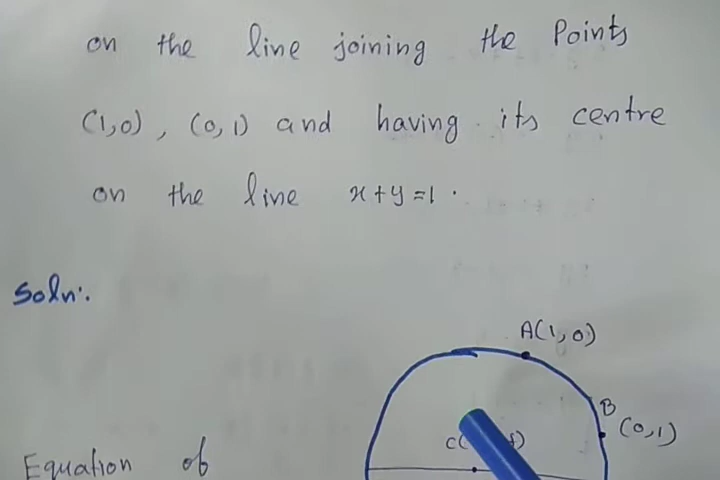 on the line joining the Points
(1,0), (0,1) and having its centre
on the line x+y=1.
Soln:
A(1,0)
B
(0,1)
C(
Equation of